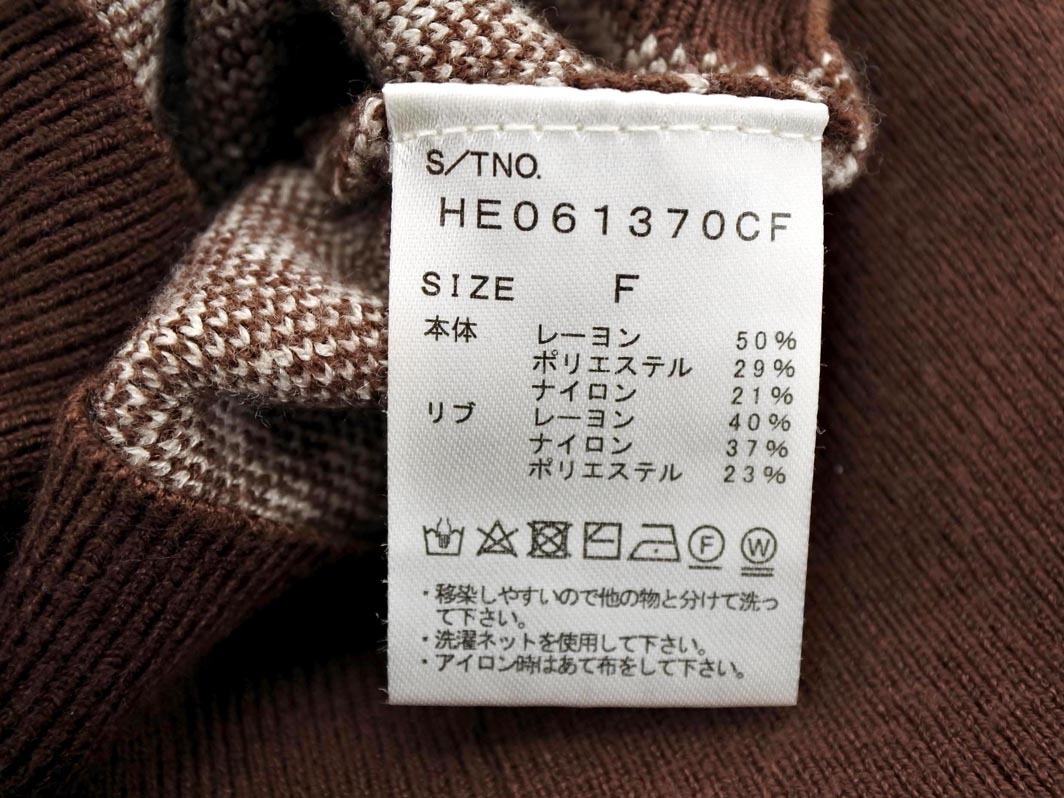 S/TNO.
HE061370CF
SIZE F
本体 レーヨン 50%
ポリエステル 29%
ナイロン 21%
リブ レーヨン 40%
ナイロン 37%
ポリエステル 23%
F W
・移染しやすいので他の物と分けて洗っ
て下さい。
・洗濯ネットを使用して下さい。
・アイロン時はあて布をして下さい。